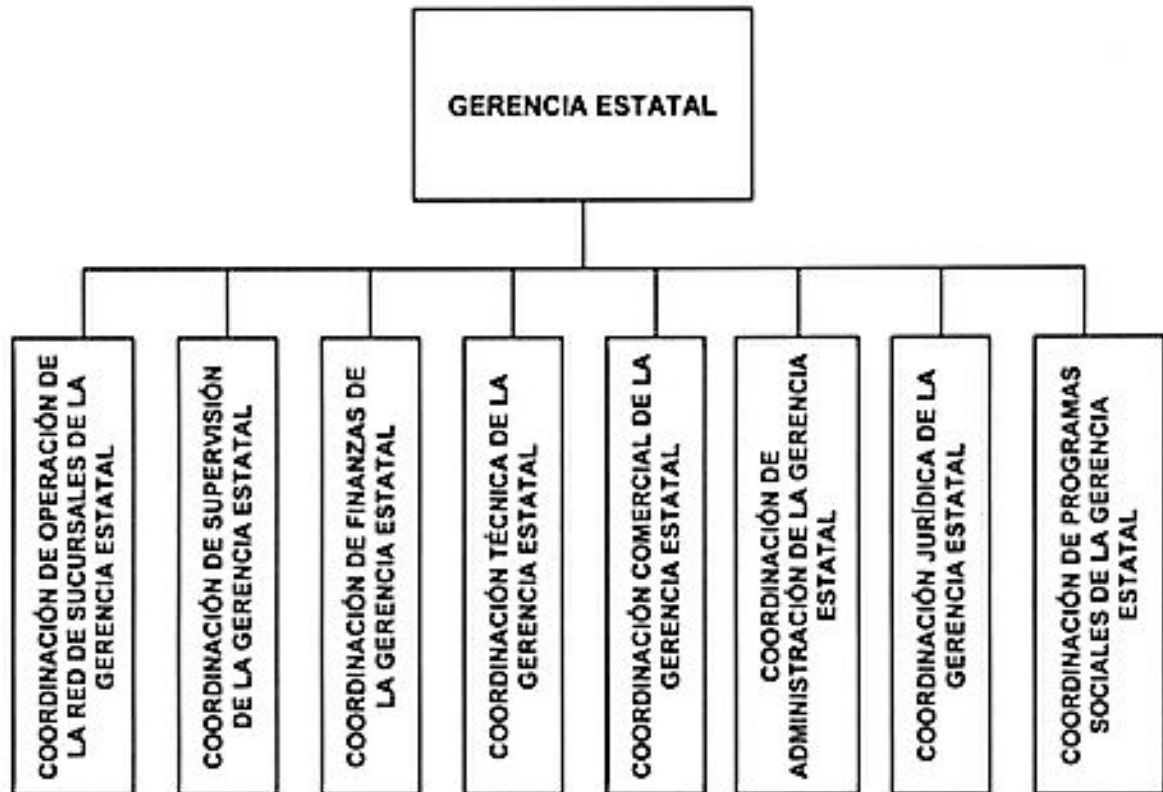 GERENCIA ESTATAL
COORDINACIÓN DE OPERACIÓN DE
LA RED DE SUCURSALES DE LA
GERENCIA ESTATAL
COORDINACIÓN DE SUPERVISIÓN
DE LA GERENCIA ESTATAL
COORDINACIÓN DE FINANZAS DE
LA GERENCIA ESTATAL
COORDINACIÓN TÉCNICA DE LA
GERENCIA ESTATAL
COORDINACIÓN COMERCIAL DE LA
GERENCIA ESTATAL
COORDINACIÓN DE
ADMINISTRACIÓN DE LA GERENCIA
ESTATAL
COORDINACIÓN JURÍDICA DE LA
GERENCIA ESTATAL
COORDINACIÓN DE PROGRAMAS
SOCIALES DE LA GERENCIA
ESTATAL